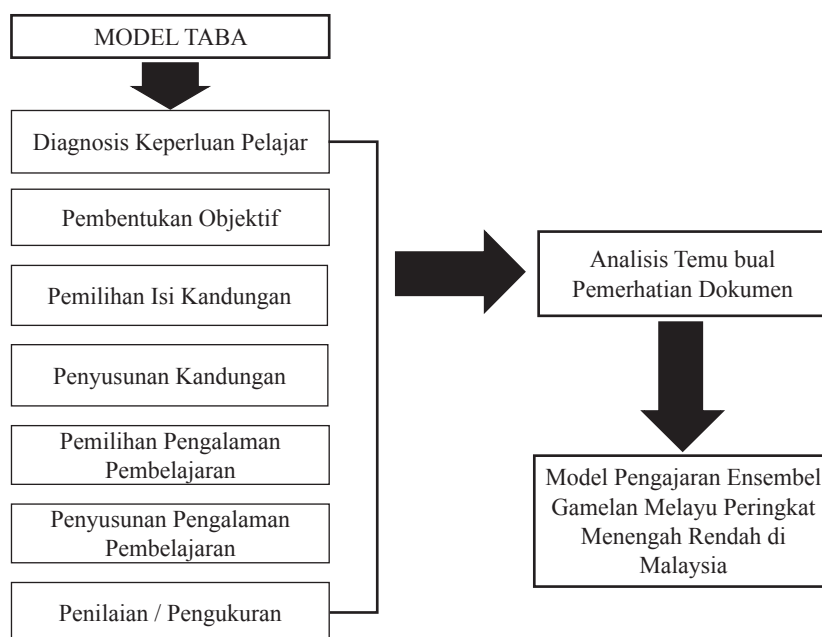 MODEL TABA
Diagnosis Keperluan Pelajar
Pembentukan Objektif
Pemilihan Isi Kandungan
Penyusunan Kandungan
Pemilihan Pengalaman
Pembelajaran
Penyusunan Pengalaman
Pembelajaran
Penilaian / Pengukuran
Analisis Temu bual
Pemerhatian Dokumen
Model Pengajaran Ensembel
Gamelan Melayu Peringkat
Menengah Rendah di
Malaysia